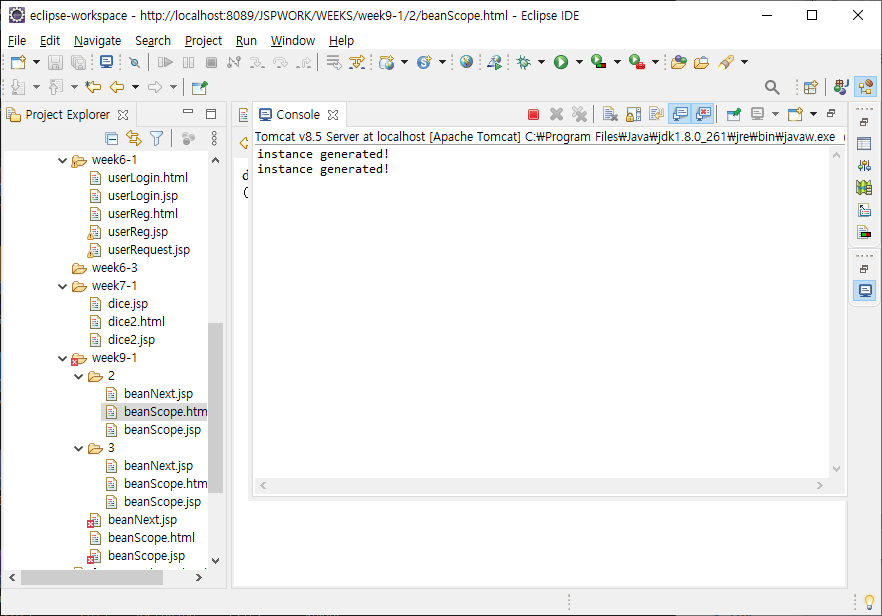 eclipse-workspace - http://localhost:8089/JSPWORK/WEEKS/week9-1/2/beanScope.html - Eclipse IDE
File Edit Navigate Search Project Run Window Help
Project Explorer
week6-1
userLogin.html
userLogin.jsp
userReg.html
userReg.jsp
userRequest.jsp
week6-3
week7-1
dice.jsp
dice2.html
dice2.jsp
week9-1
2
beanNext.jsp
beanScope.htm
beanScope.jsp
3
beanNext.jsp
beanScope.htm
beanScope.jsp
beanNext.jsp
beanScope.html
beanScope.jsp
d
(
Console
Tomcat v8.5 Server at localhost [Apache Tomcat] C:₩Program Files₩Java₩jdk1.8.0_261₩jre₩bin₩javaw.exe (
instance generated!
instance generated!